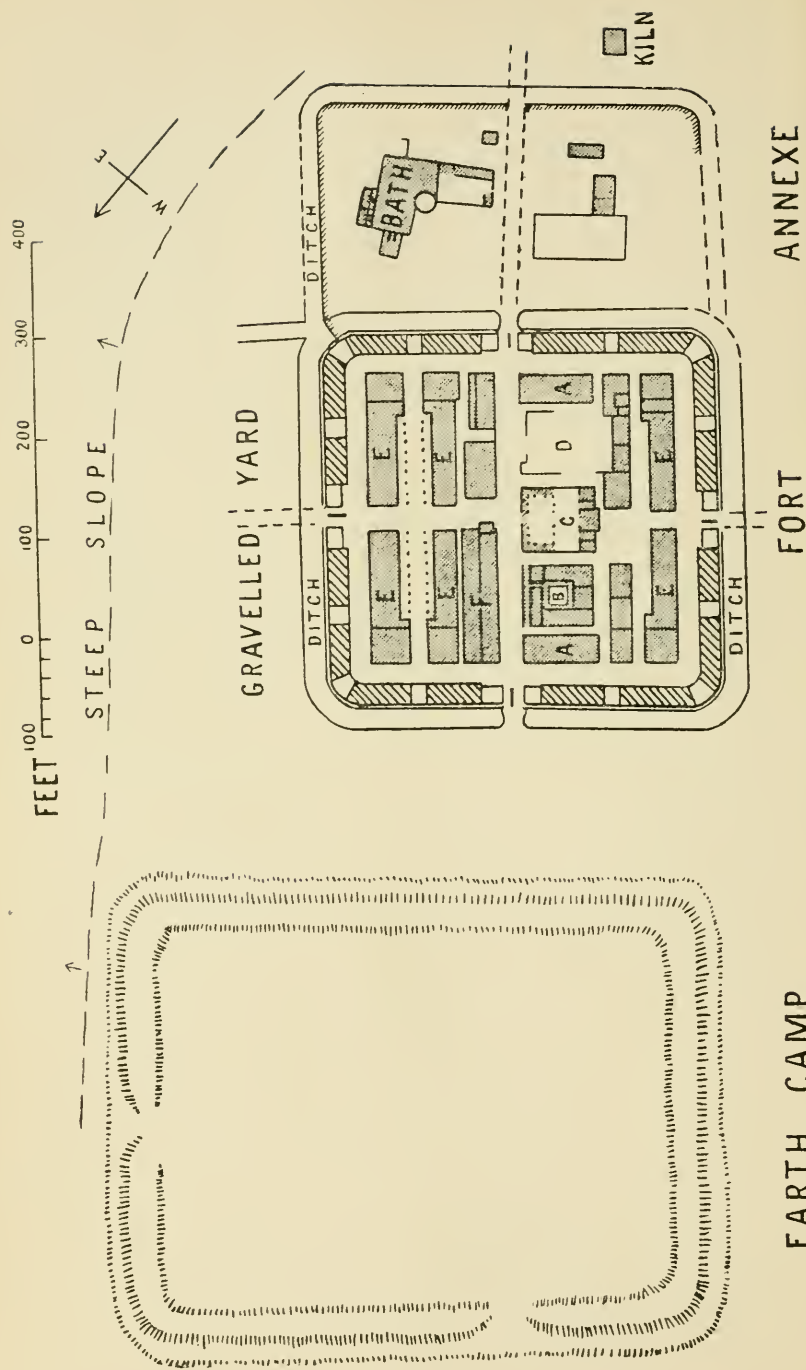 FEET
100 0 100 200 300 400
STEEP SLOPE
GRAVELLED YARD
DITCH
DITCH
E E
E E
F
BATH
A B C D A
E E
DITCH
KILN
EARTH CAMP
FORT
ANNEXE